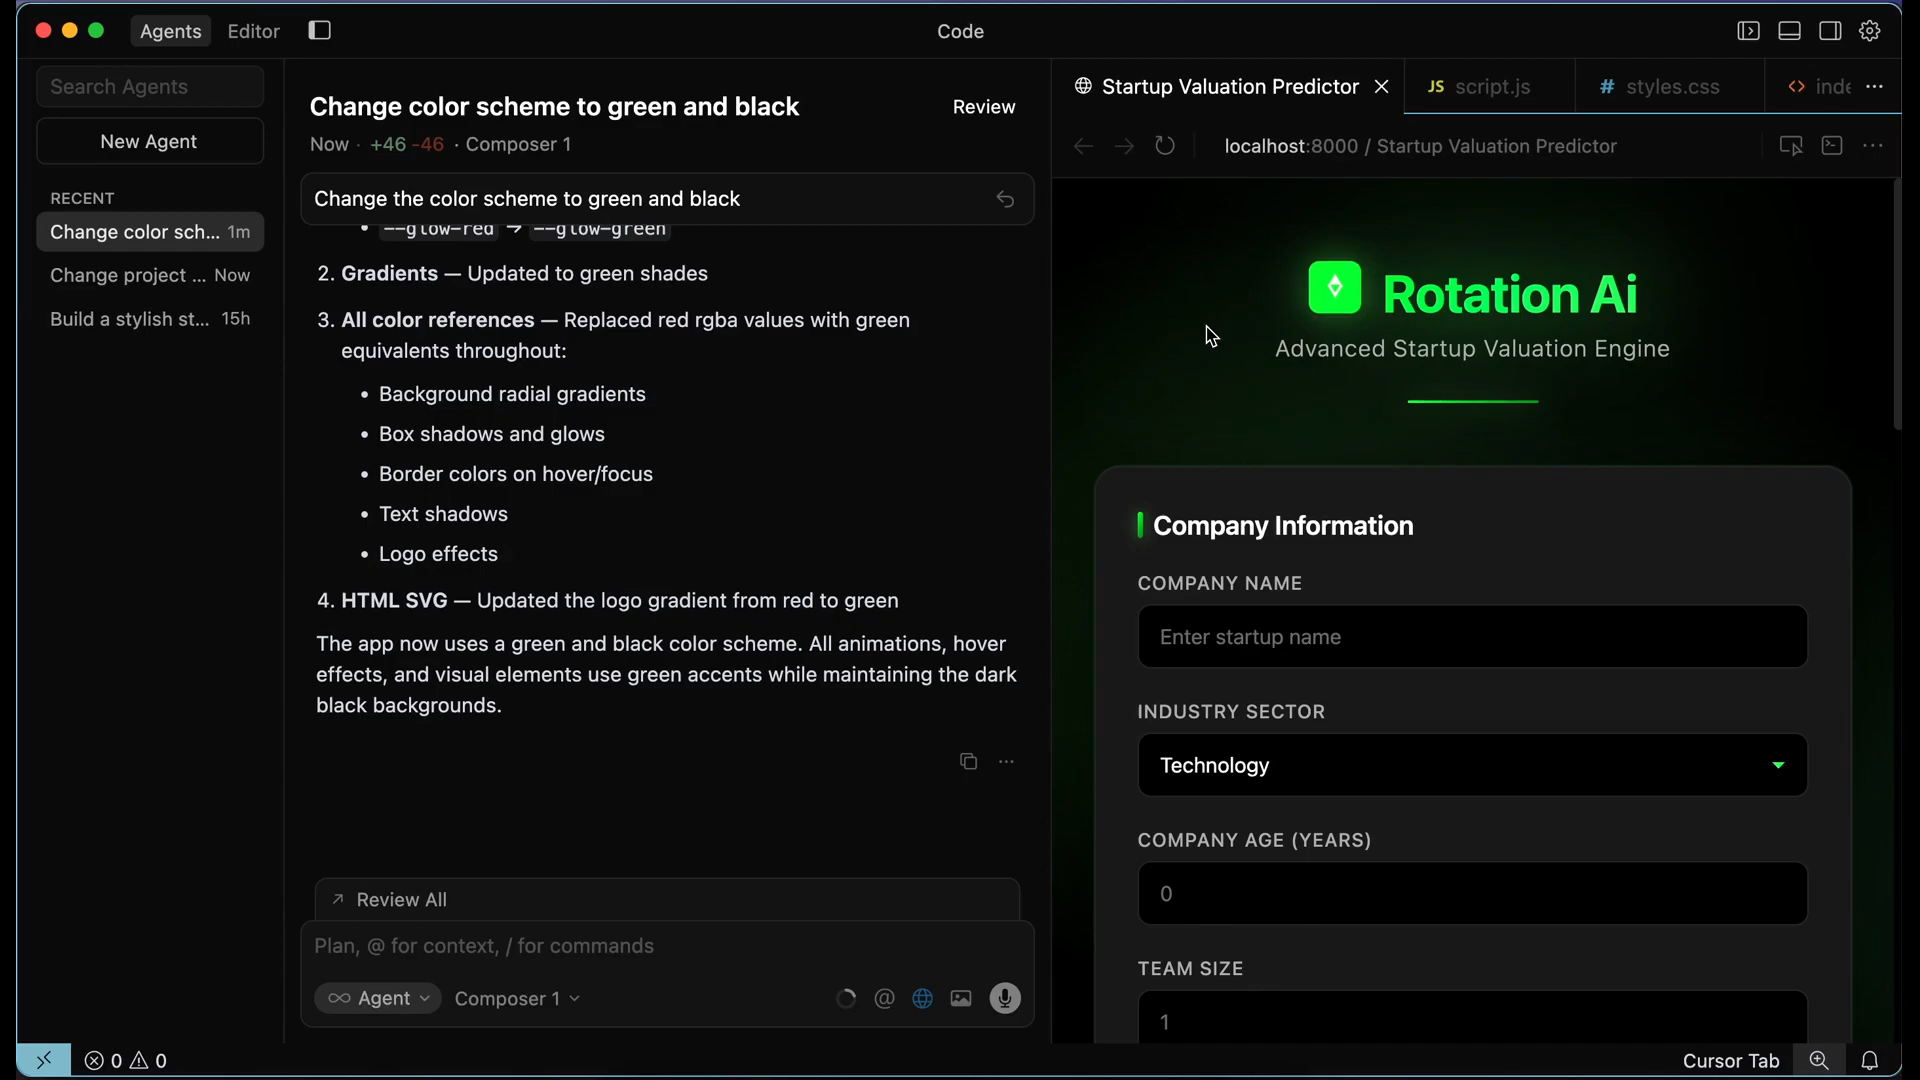 Agents
Editor
Code
Search Agents
New Agent
RECENT
Change color sch... 1m
Change project ... Now
Build a stylish st... 15h
Change color scheme to green and black
Review
Now · +46 -46 · Composer 1
Change the color scheme to green and black
• --glow-red → --glow-green
2. Gradients — Updated to green shades
3. All color references — Replaced red rgba values with green
equivalents throughout:
• Background radial gradients
• Box shadows and glows
• Border colors on hover/focus
• Text shadows
• Logo effects
4. HTML SVG — Updated the logo gradient from red to green
The app now uses a green and black color scheme. All animations, hover
effects, and visual elements use green accents while maintaining the dark
black backgrounds.
Review All
Plan, @ for context, / for commands
Agent
Composer 1
Startup Valuation Predictor
JS script.js
# styles.css
<> inde
localhost:8000 / Startup Valuation Predictor
Rotation Ai
Advanced Startup Valuation Engine
Company Information
COMPANY NAME
Enter startup name
INDUSTRY SECTOR
Technology
COMPANY AGE (YEARS)
0
TEAM SIZE
1
0
0
Cursor Tab